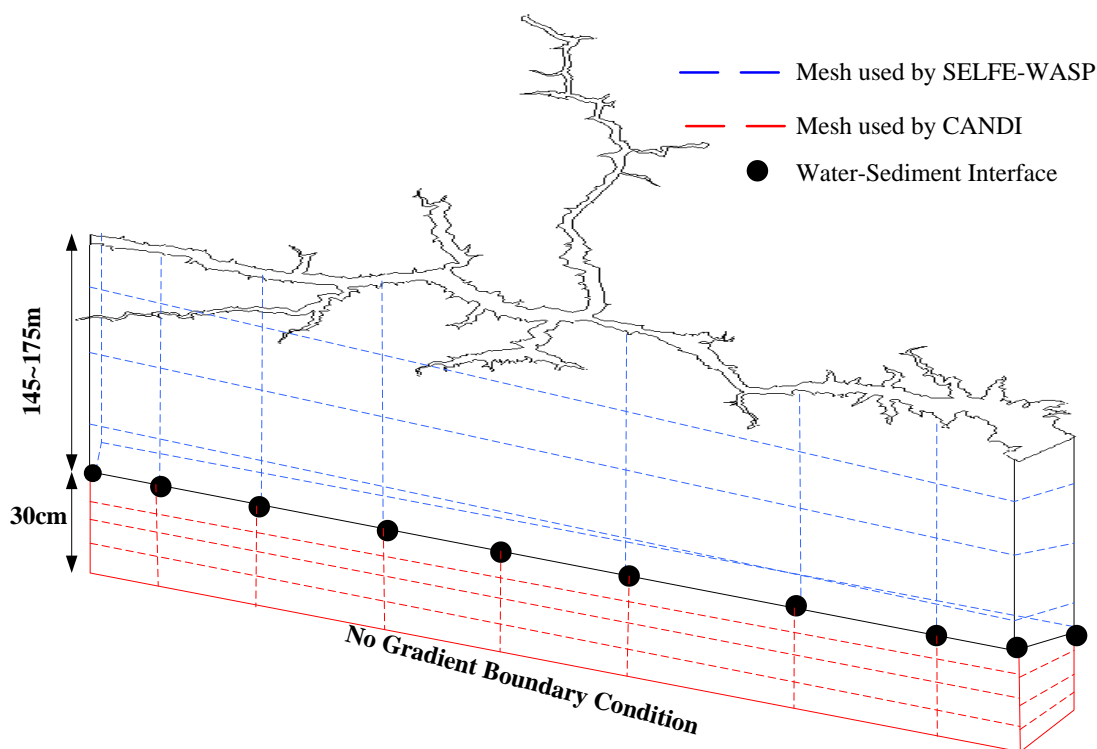 Mesh used by SELFE-WASP
Mesh used by CANDI
Water-Sediment Interface
145~175m
30cm
No Gradient Boundary Condition